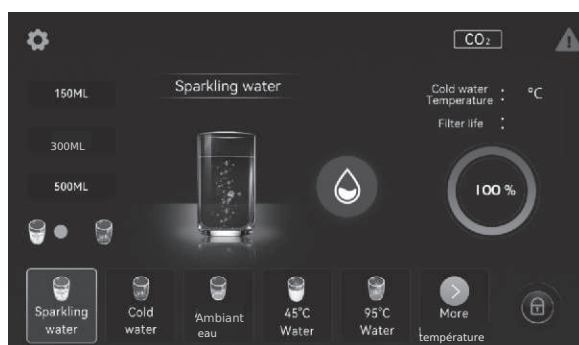 CO2
150ML
Sparkling water
Cold water
Temperature : °C
Filter life :
300ML
500ML
100 %
Sparkling
water
Cold
water
'Ambiant
eau
45°C
Water
95°C
Water
More
température